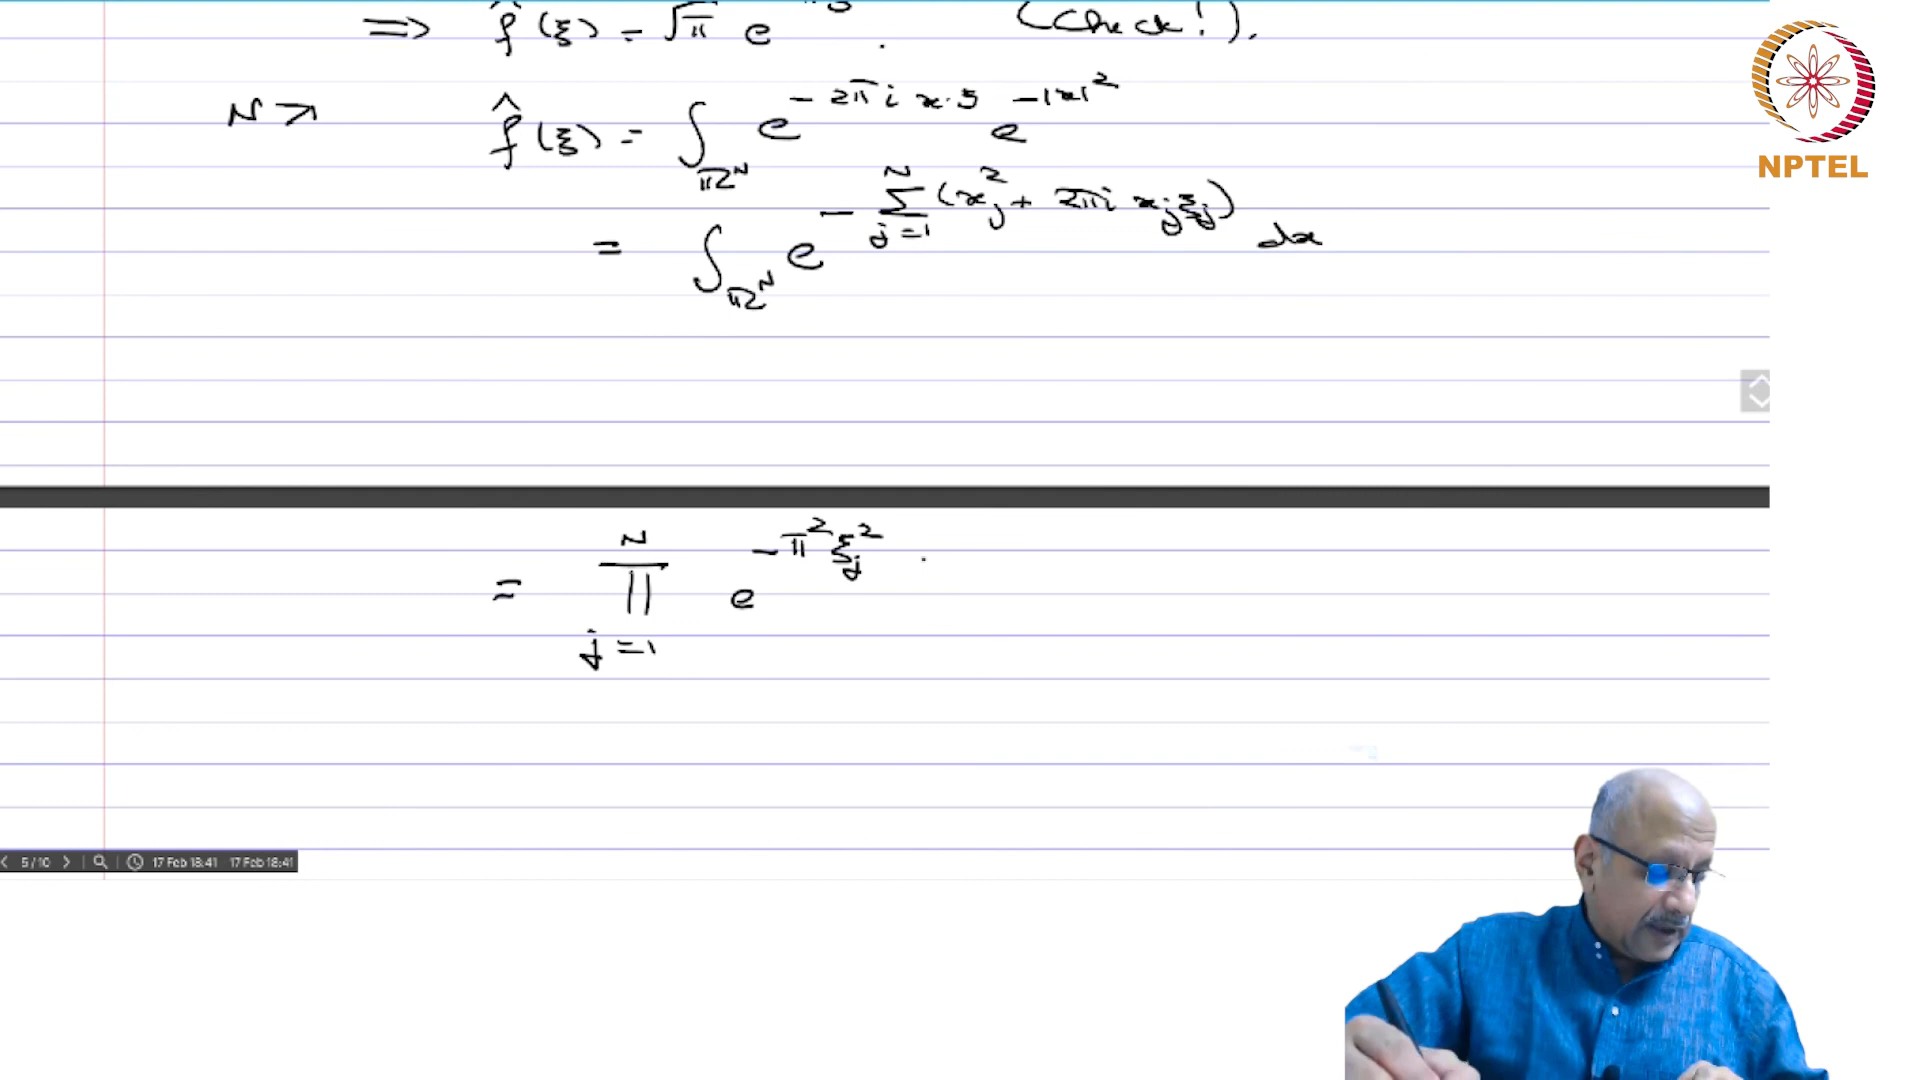 ⟹ f̂(ξ) = √π e (Check!).
NPTEL
N > f̂(ξ) = ∫_{ℝ^N} e^{-2πi x·ξ} e^{-|x|²}
= ∫_{ℝ^N} e^{-∑_{j=1}^{N} (x_j² + 2πi x_j ξ_j)} dx
= ∏_{j=1}^{N} e^{-π² ξ_j²} .
5/10 17 Feb 18:41 17 Feb 18:41